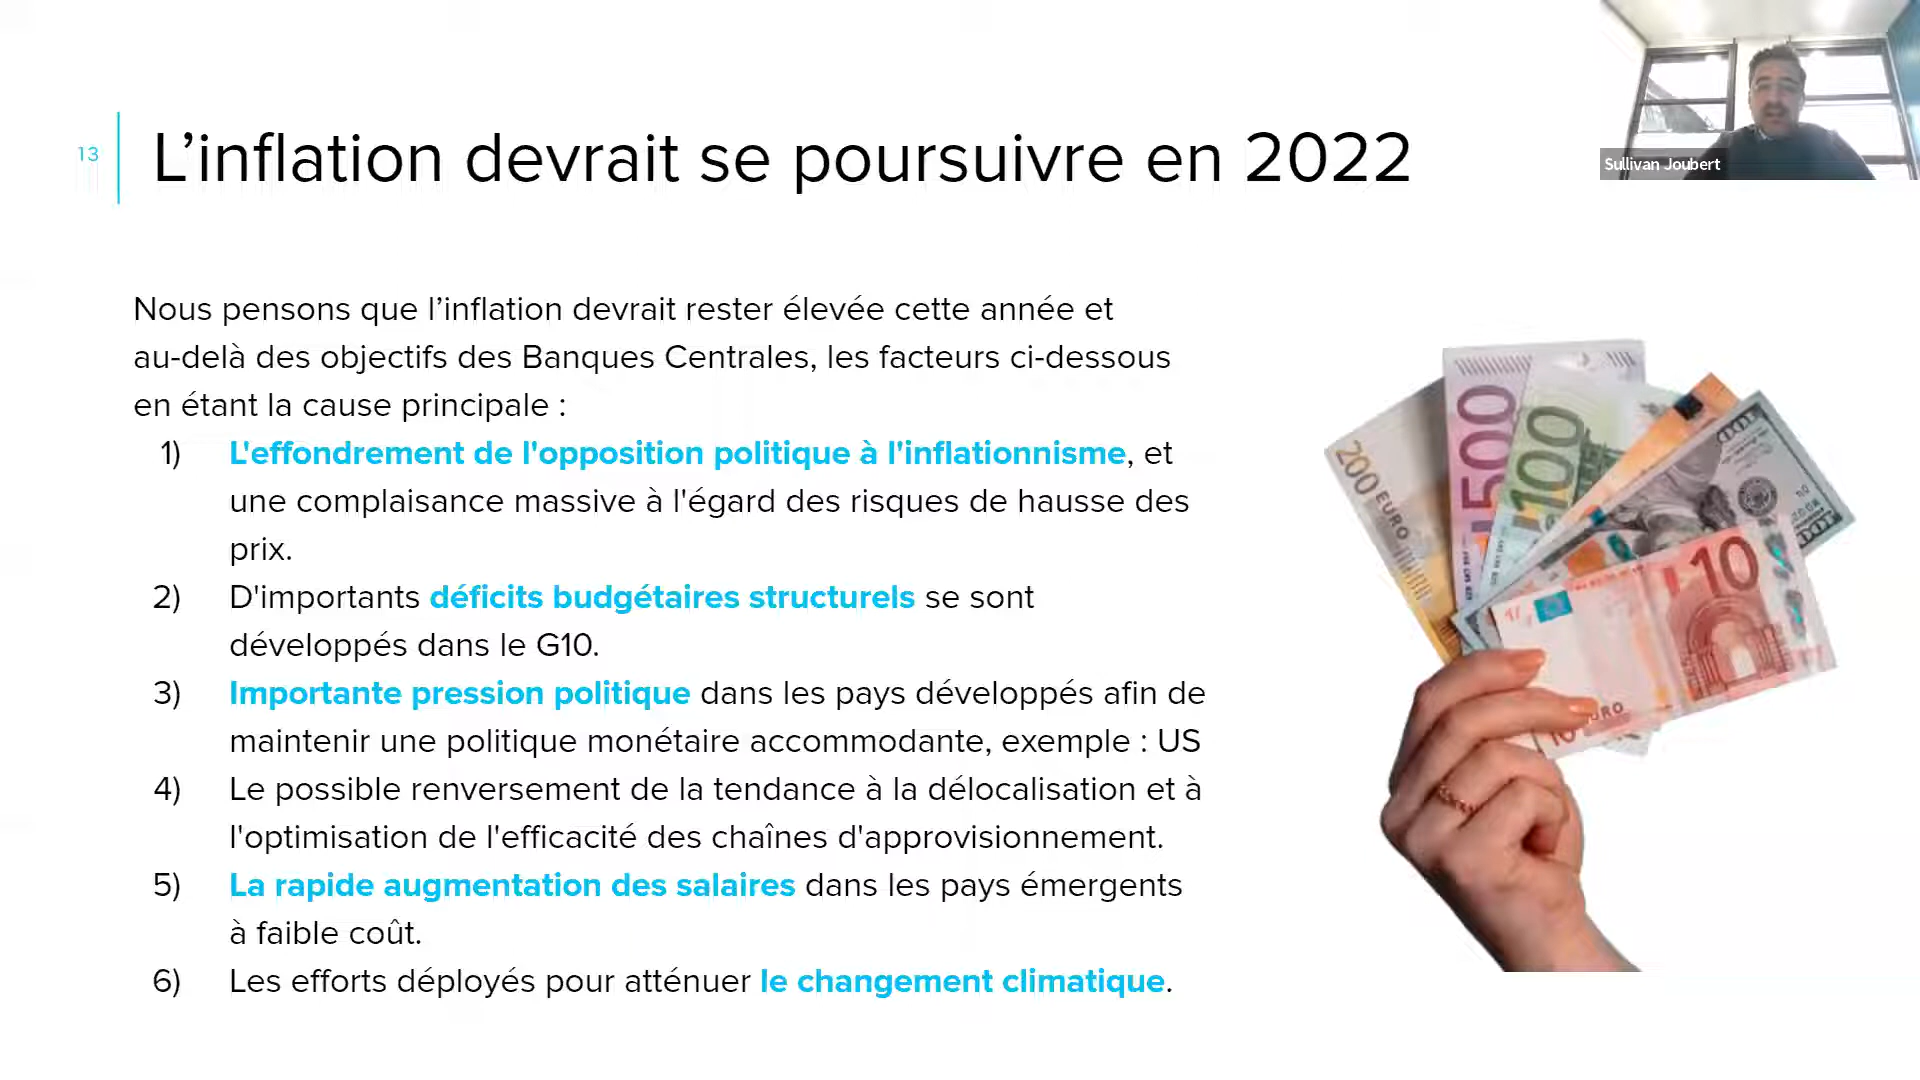 Sullivan Joubert
13
L’inflation devrait se poursuivre en 2022
Nous pensons que l’inflation devrait rester élevée cette année et
au-delà des objectifs des Banques Centrales, les facteurs ci-dessous
en étant la cause principale :
1) L'effondrement de l'opposition politique à l'inflationnisme, et
une complaisance massive à l'égard des risques de hausse des
prix.
2) D'importants déficits budgétaires structurels se sont
développés dans le G10.
3) Importante pression politique dans les pays développés afin de
maintenir une politique monétaire accommodante, exemple : US
4) Le possible renversement de la tendance à la délocalisation et à
l'optimisation de l'efficacité des chaînes d'approvisionnement.
5) La rapide augmentation des salaires dans les pays émergents
à faible coût.
6) Les efforts déployés pour atténuer le changement climatique.
200 EURO
500
100
10